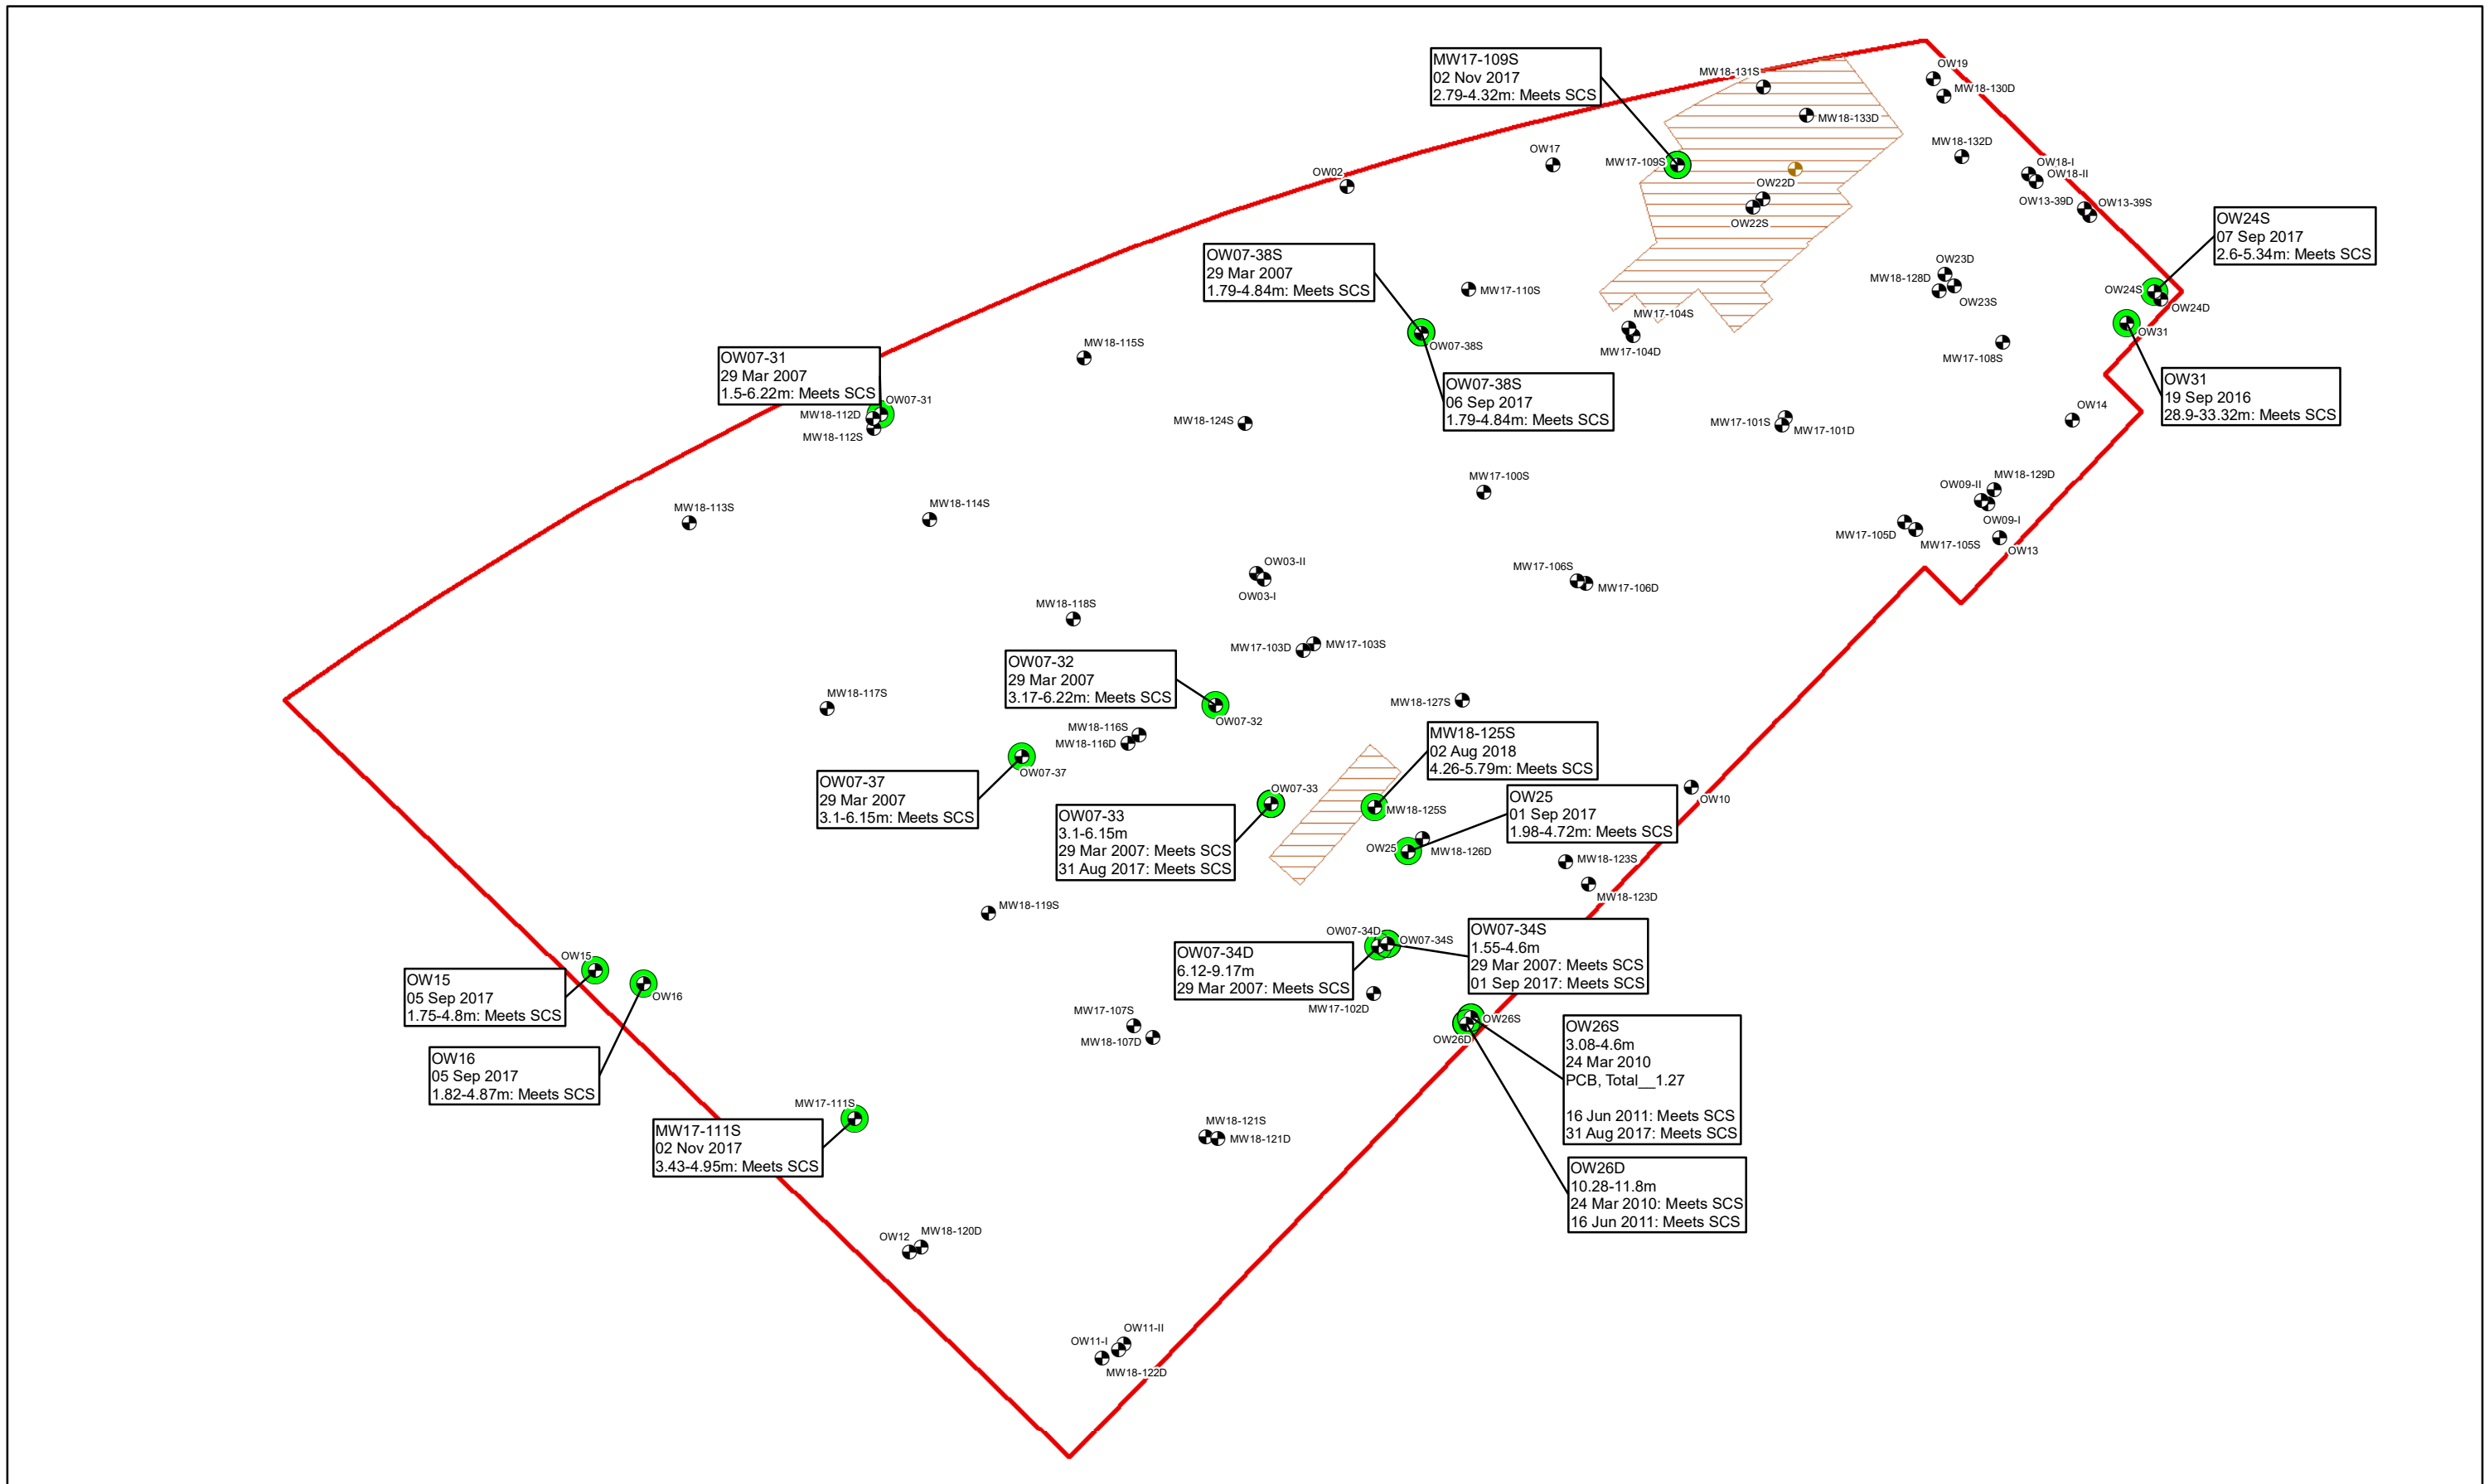 MW17-109S
02 Nov 2017
2.79-4.32m: Meets SCS
MW18-131S
OW19
MW18-130D
MW18-133D
OW17
MW17-109S
MW18-132D
OW18-I
OW18-II
OW02
OW22D
OW22S
OW13-39D
OW13-39S
OW24S
07 Sep 2017
2.6-5.34m: Meets SCS
OW07-38S
29 Mar 2007
1.79-4.84m: Meets SCS
MW17-110S
OW23D
MW18-128D
OW23S
OW24S
OW24D
OW31
MW17-104S
MW17-104D
OW07-38S
MW17-108S
MW18-115S
OW07-31
29 Mar 2007
1.5-6.22m: Meets SCS
OW07-31
MW18-112D
MW18-112S
OW07-38S
06 Sep 2017
1.79-4.84m: Meets SCS
OW31
19 Sep 2016
28.9-33.32m: Meets SCS
OW14
MW18-124S
MW17-101S
MW17-101D
MW17-100S
MW18-129D
OW09-II
OW09-I
MW18-113S
MW18-114S
MW17-105D
MW17-105S
OW13
OW03-II
OW03-I
MW17-106S
MW17-106D
MW18-118S
MW17-103D
MW17-103S
OW07-32
29 Mar 2007
3.17-6.22m: Meets SCS
OW07-32
MW18-117S
MW18-127S
MW18-116S
MW18-116D
MW18-125S
02 Aug 2018
4.26-5.79m: Meets SCS
OW07-37
OW07-37
29 Mar 2007
3.1-6.15m: Meets SCS
OW07-33
MW18-125S
OW10
OW25
01 Sep 2017
1.98-4.72m: Meets SCS
OW07-33
3.1-6.15m
29 Mar 2007: Meets SCS
31 Aug 2017: Meets SCS
OW25
MW18-126D
MW18-123S
MW18-123D
MW18-119S
OW07-34D
OW07-34S
OW07-34S
1.55-4.6m
29 Mar 2007: Meets SCS
01 Sep 2017: Meets SCS
OW07-34D
6.12-9.17m
29 Mar 2007: Meets SCS
OW15
OW16
OW15
05 Sep 2017
1.75-4.8m: Meets SCS
MW17-102D
MW17-107S
MW18-107D
OW26S
OW26D
OW26S
3.08-4.6m
24 Mar 2010
PCB, Total__1.27
16 Jun 2011: Meets SCS
31 Aug 2017: Meets SCS
OW16
05 Sep 2017
1.82-4.87m: Meets SCS
MW17-111S
MW17-111S
02 Nov 2017
3.43-4.95m: Meets SCS
MW18-121S
MW18-121D
OW26D
10.28-11.8m
24 Mar 2010: Meets SCS
16 Jun 2011: Meets SCS
OW12
MW18-120D
OW11-II
OW11-I
MW18-122D